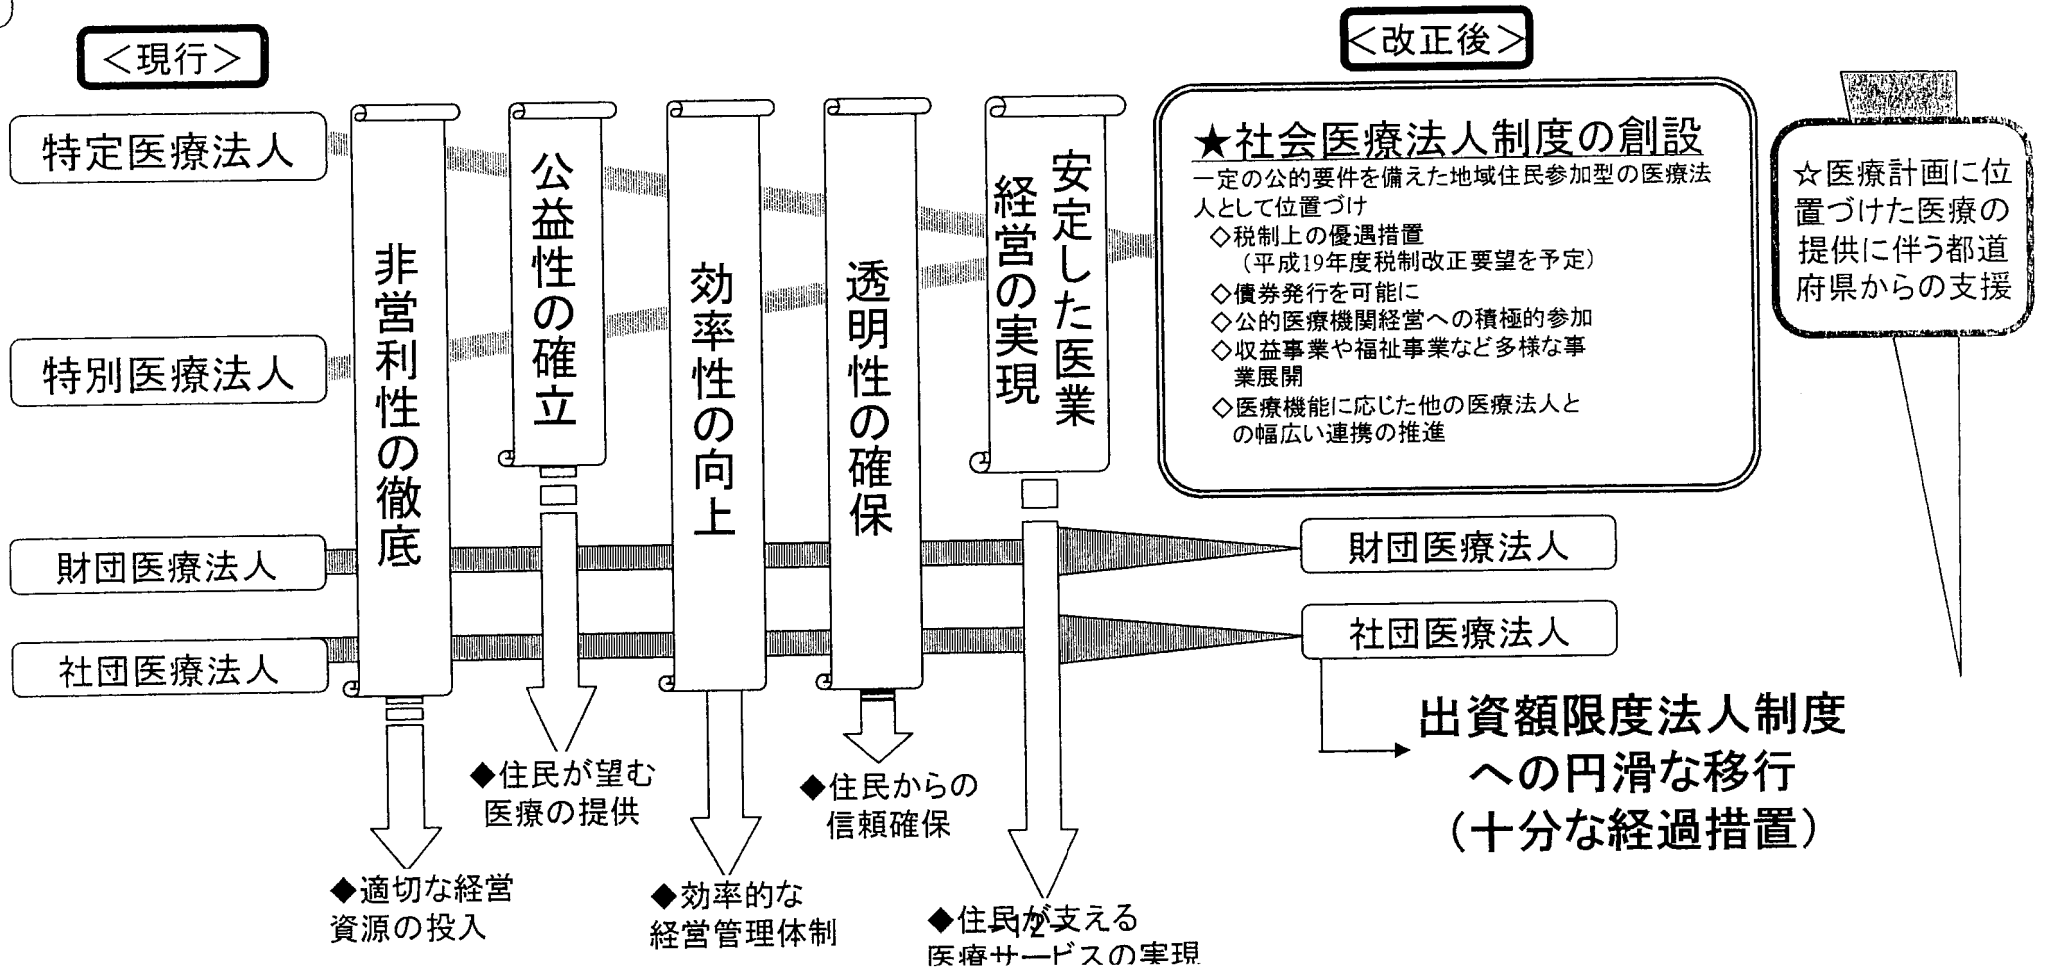 ＜現行＞
＜改正後＞
特定医療法人
特別医療法人
財団医療法人
社団医療法人
非営利性の徹底
公益性の確立
効率性の向上
透明性の確保
安定した医業
経営の実現
★社会医療法人制度の創設
一定の公的要件を備えた地域住民参加型の医療法
人として位置づけ
◇税制上の優遇措置
（平成19年度税制改正要望を予定）
◇債券発行を可能に
◇公的医療機関経営への積極的参加
◇収益事業や福祉事業など多様な事
業展開
◇医療機能に応じた他の医療法人と
の幅広い連携の推進
☆医療計画に位
置づけた医療の
提供に伴う都道
府県からの支援
財団医療法人
社団医療法人
出資額限度法人制度
への円滑な移行
（十分な経過措置）
◆適切な経営
資源の投入
◆住民が望む
医療の提供
◆効率的な
経営管理体制
◆住民からの
信頼確保
◆住民が支える
医療サービスの実現
-12-